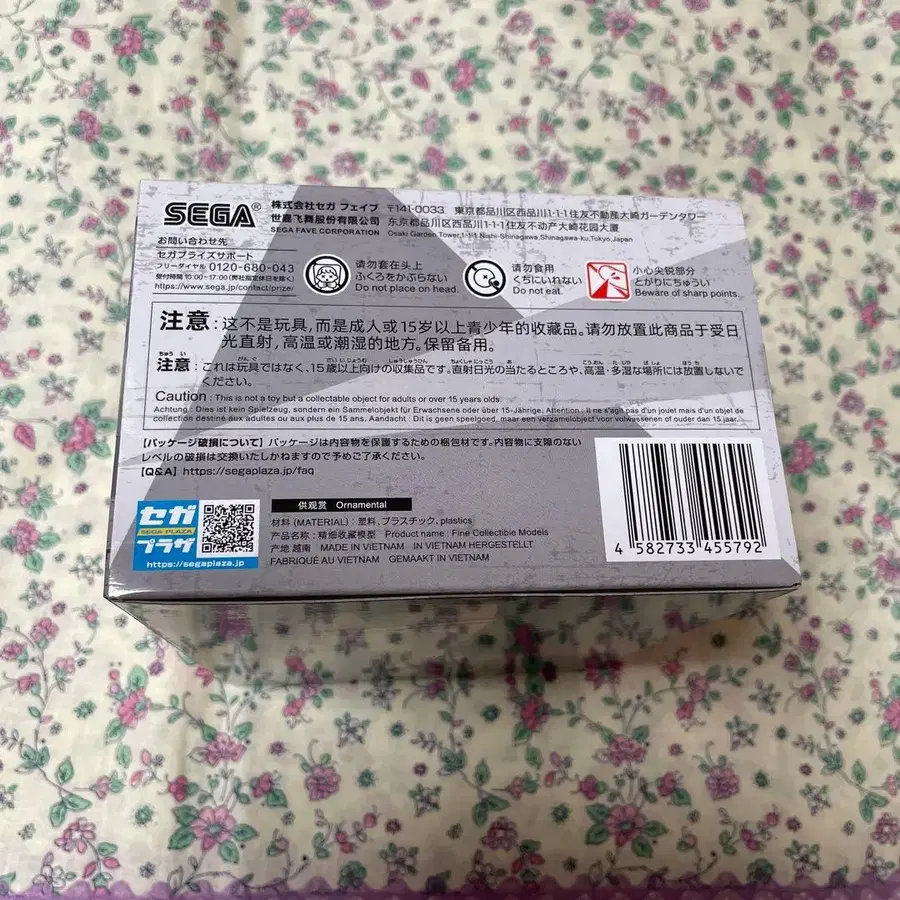 SEGA®
株式会社セガ フェイブ
世嘉飞舞股份有限公司
SEGA FAVE CORPORATION
〒141-0033 東京都品川区西品川1-1-1住友不動産大崎ガーデンタワー
东京都品川区西品川1-1-1住友不动产大崎花园大厦
Osaki Garden Tower,1-1-1 Nishi-Shinagawa,Shinagawa-ku,Tokyo,Japan
お問い合わせ先
セガプライズサポート
フリーダイヤル 0120-680-043
受付時間 10:00~17:00(弊社指定休日を除く)
https://www.sega.jp/contact/prize/
请勿套在头上
ふくろをかぶらない
Do not place on head.
请勿食用
くちにいれない
Do not eat.
小心尖锐部分
とがりにちゅうい
Beware of sharp points.
注意:这不是玩具,而是成人或15岁以上青少年的收藏品。请勿放置此商品于受日
光直射,高温或潮湿的地方。保留备用。
注意:これは玩具ではなく、15歳以上向けの収集品です。直射日光の当たるところや、高温・多湿な場所には放置しないで
ください。
Caution : This is not a toy but a collectable object for adults or over 15 years old.
Achtung : Dies ist kein Spielzeug, sondern ein Sammelobjekt für Erwachsene oder über 15-Jährige. Attention : il ne s'agit pas d'un jouet mais d'un objet de
collection destiné aux adultes ou aux plus de 15 ans. Aandacht : Dit is geen speelgoed, maar een verzamelobject voor volwassenen of ouder dan 15 jaar.
【パッケージ破損について】パッケージは内容物を保護するための梱包材です。内容物に支障のない
レベルの破損は交換いたしかねますので予めご了承ください。
【Q&A】https://segaplaza.jp/faq
セガ
SEGA PLAZA
プラザ
https://segaplaza.jp
供观赏 Ornamental
材料 (MATERIAL) : 塑料、プラスチック、plastics
产品名称:精细收藏模型 Product name : Fine Collectible Models
产地 越南 MADE IN VIETNAM IN VIETNAM HERGESTELLT
FABRIQUÉ AU VIETNAM GEMAAKT IN VIETNAM
4 582733 455792